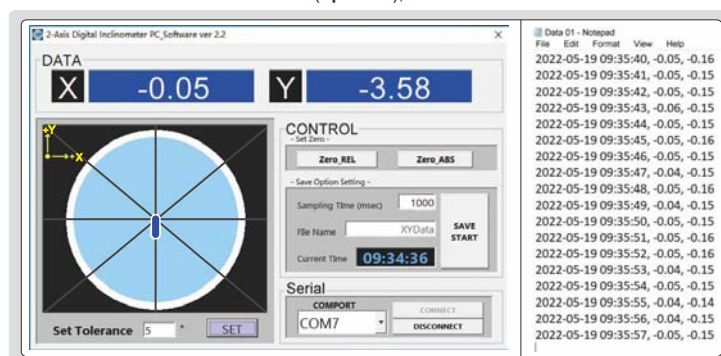 2-Axis Digital Inclinometer PC_Software ver 2.2
DATA
X -0.05 Y -3.58
+Y
+X
Set Tolerance 5 ° SET
CONTROL
- Set Zero -
Zero_REL Zero_ABS
- Save Option Setting -
Sampling Time (msec) 1000
File Name XYData
Current Time 09:34:36
SAVE
START
Serial
COMPORT
COM7
CONNECT
DISCONNECT
Data 01 - Notepad
File Edit Format View Help
2022-05-19 09:35:40, -0.05, -0.16
2022-05-19 09:35:41, -0.05, -0.15
2022-05-19 09:35:42, -0.05, -0.15
2022-05-19 09:35:43, -0.06, -0.15
2022-05-19 09:35:44, -0.05, -0.15
2022-05-19 09:35:45, -0.05, -0.16
2022-05-19 09:35:46, -0.05, -0.15
2022-05-19 09:35:47, -0.04, -0.15
2022-05-19 09:35:48, -0.05, -0.16
2022-05-19 09:35:49, -0.04, -0.15
2022-05-19 09:35:50, -0.05, -0.15
2022-05-19 09:35:51, -0.05, -0.16
2022-05-19 09:35:52, -0.05, -0.16
2022-05-19 09:35:53, -0.04, -0.15
2022-05-19 09:35:54, -0.05, -0.15
2022-05-19 09:35:55, -0.04, -0.14
2022-05-19 09:35:56, -0.04, -0.15
2022-05-19 09:35:57, -0.05, -0.15